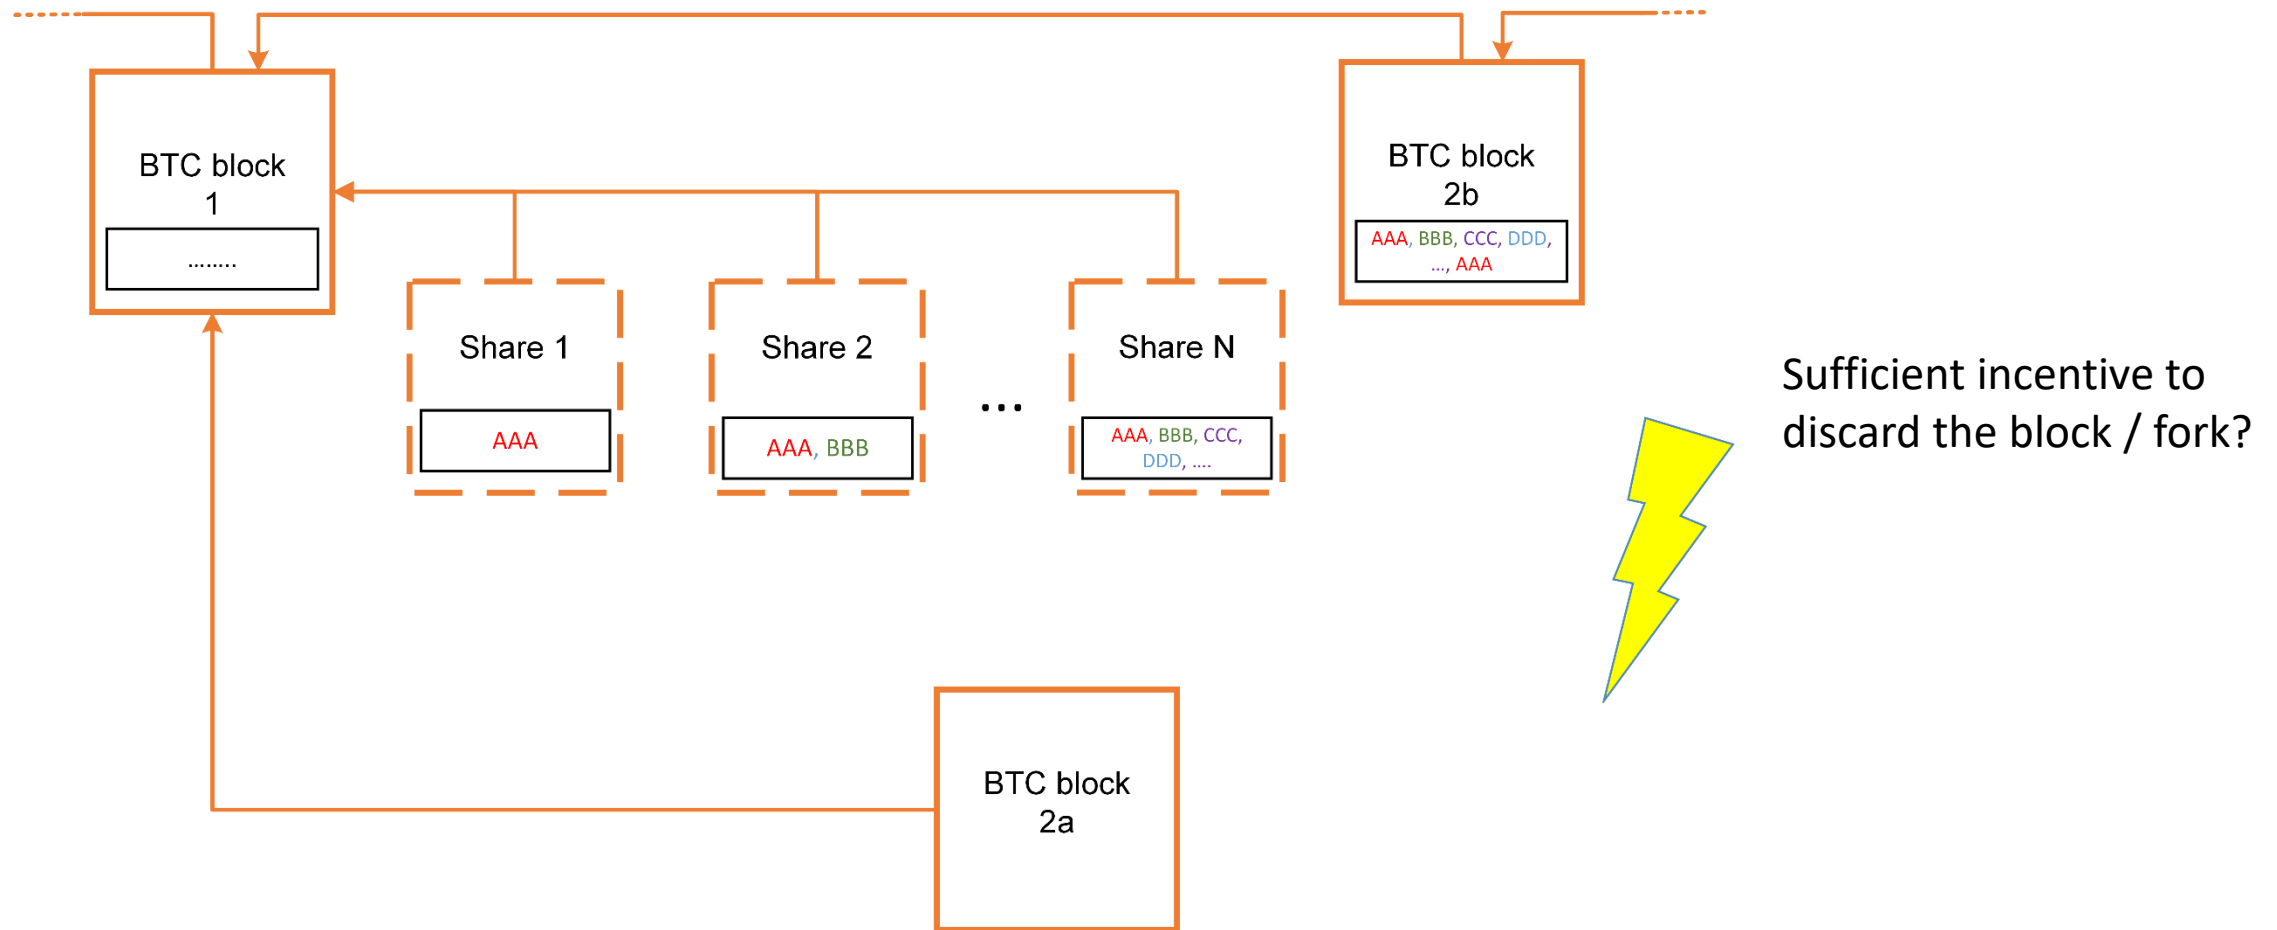 BTC block
1
........
Share 1
AAA
Share 2
AAA, BBB
...
Share N
AAA, BBB, CCC,
DDD, ....
BTC block
2b
AAA, BBB, CCC, DDD,
..., AAA
Sufficient incentive to
discard the block / fork?
BTC block
2a